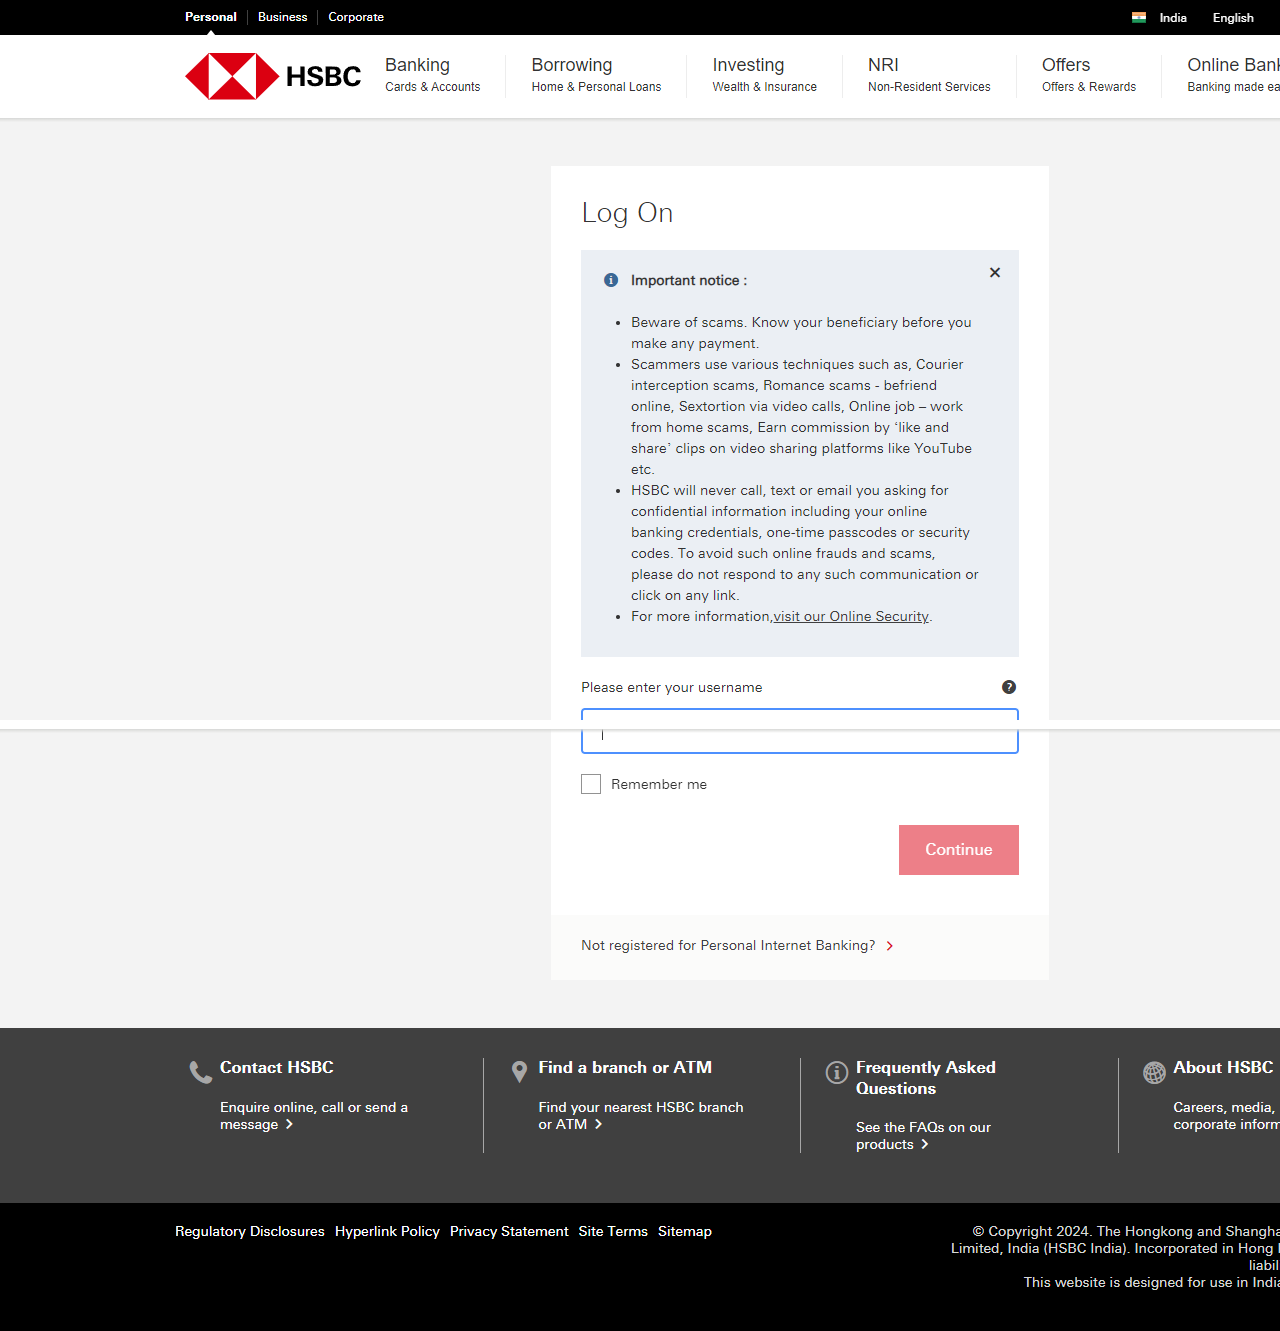 Personal Business Corporate India English
HSBC
Banking Borrowing Investing NRI Offers Online Bank
Cards & Accounts Home & Personal Loans Wealth & Insurance Non-Resident Services Offers & Rewards Banking made ea
Log On
Important notice :
• Beware of scams. Know your beneficiary before you
make any payment.
• Scammers use various techniques such as, Courier
interception scams, Romance scams - befriend
online, Sextortion via video calls, Online job – work
from home scams, Earn commission by ‘like and
share’ clips on video sharing platforms like YouTube
etc.
• HSBC will never call, text or email you asking for
confidential information including your online
banking credentials, one-time passcodes or security
codes. To avoid such online frauds and scams,
please do not respond to any such communication or
click on any link.
• For more information,visit our Online Security.
Please enter your username
Remember me
Continue
Not registered for Personal Internet Banking?
Contact HSBC
Enquire online, call or send a
message
Find a branch or ATM
Find your nearest HSBC branch
or ATM
Frequently Asked
Questions
See the FAQs on our
products
About HSBC
Careers, media,
corporate inform
Regulatory Disclosures Hyperlink Policy Privacy Statement Site Terms Sitemap
© Copyright 2024. The Hongkong and Shangha
Limited, India (HSBC India). Incorporated in Hong
liabil
This website is designed for use in India